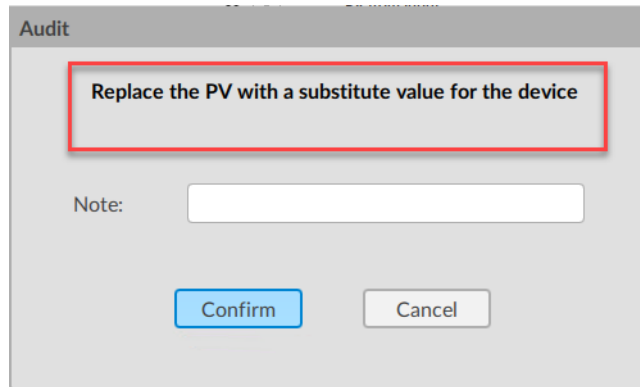 Audit
Replace the PV with a substitute value for the device
Note:
Confirm
Cancel